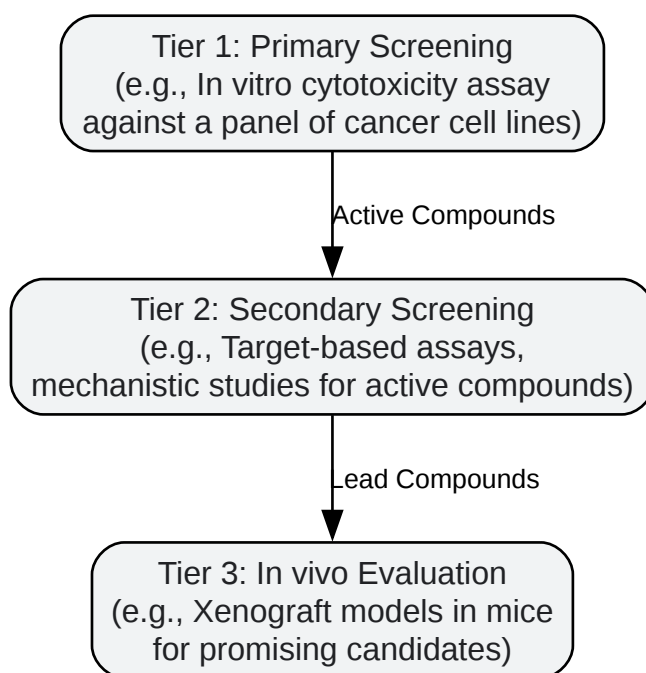 Tier 1: Primary Screening
(e.g., In vitro cytotoxicity assay
against a panel of cancer cell lines)
Active Compounds
Tier 2: Secondary Screening
(e.g., Target-based assays,
mechanistic studies for active compounds)
Lead Compounds
Tier 3: In vivo Evaluation
(e.g., Xenograft models in mice
for promising candidates)